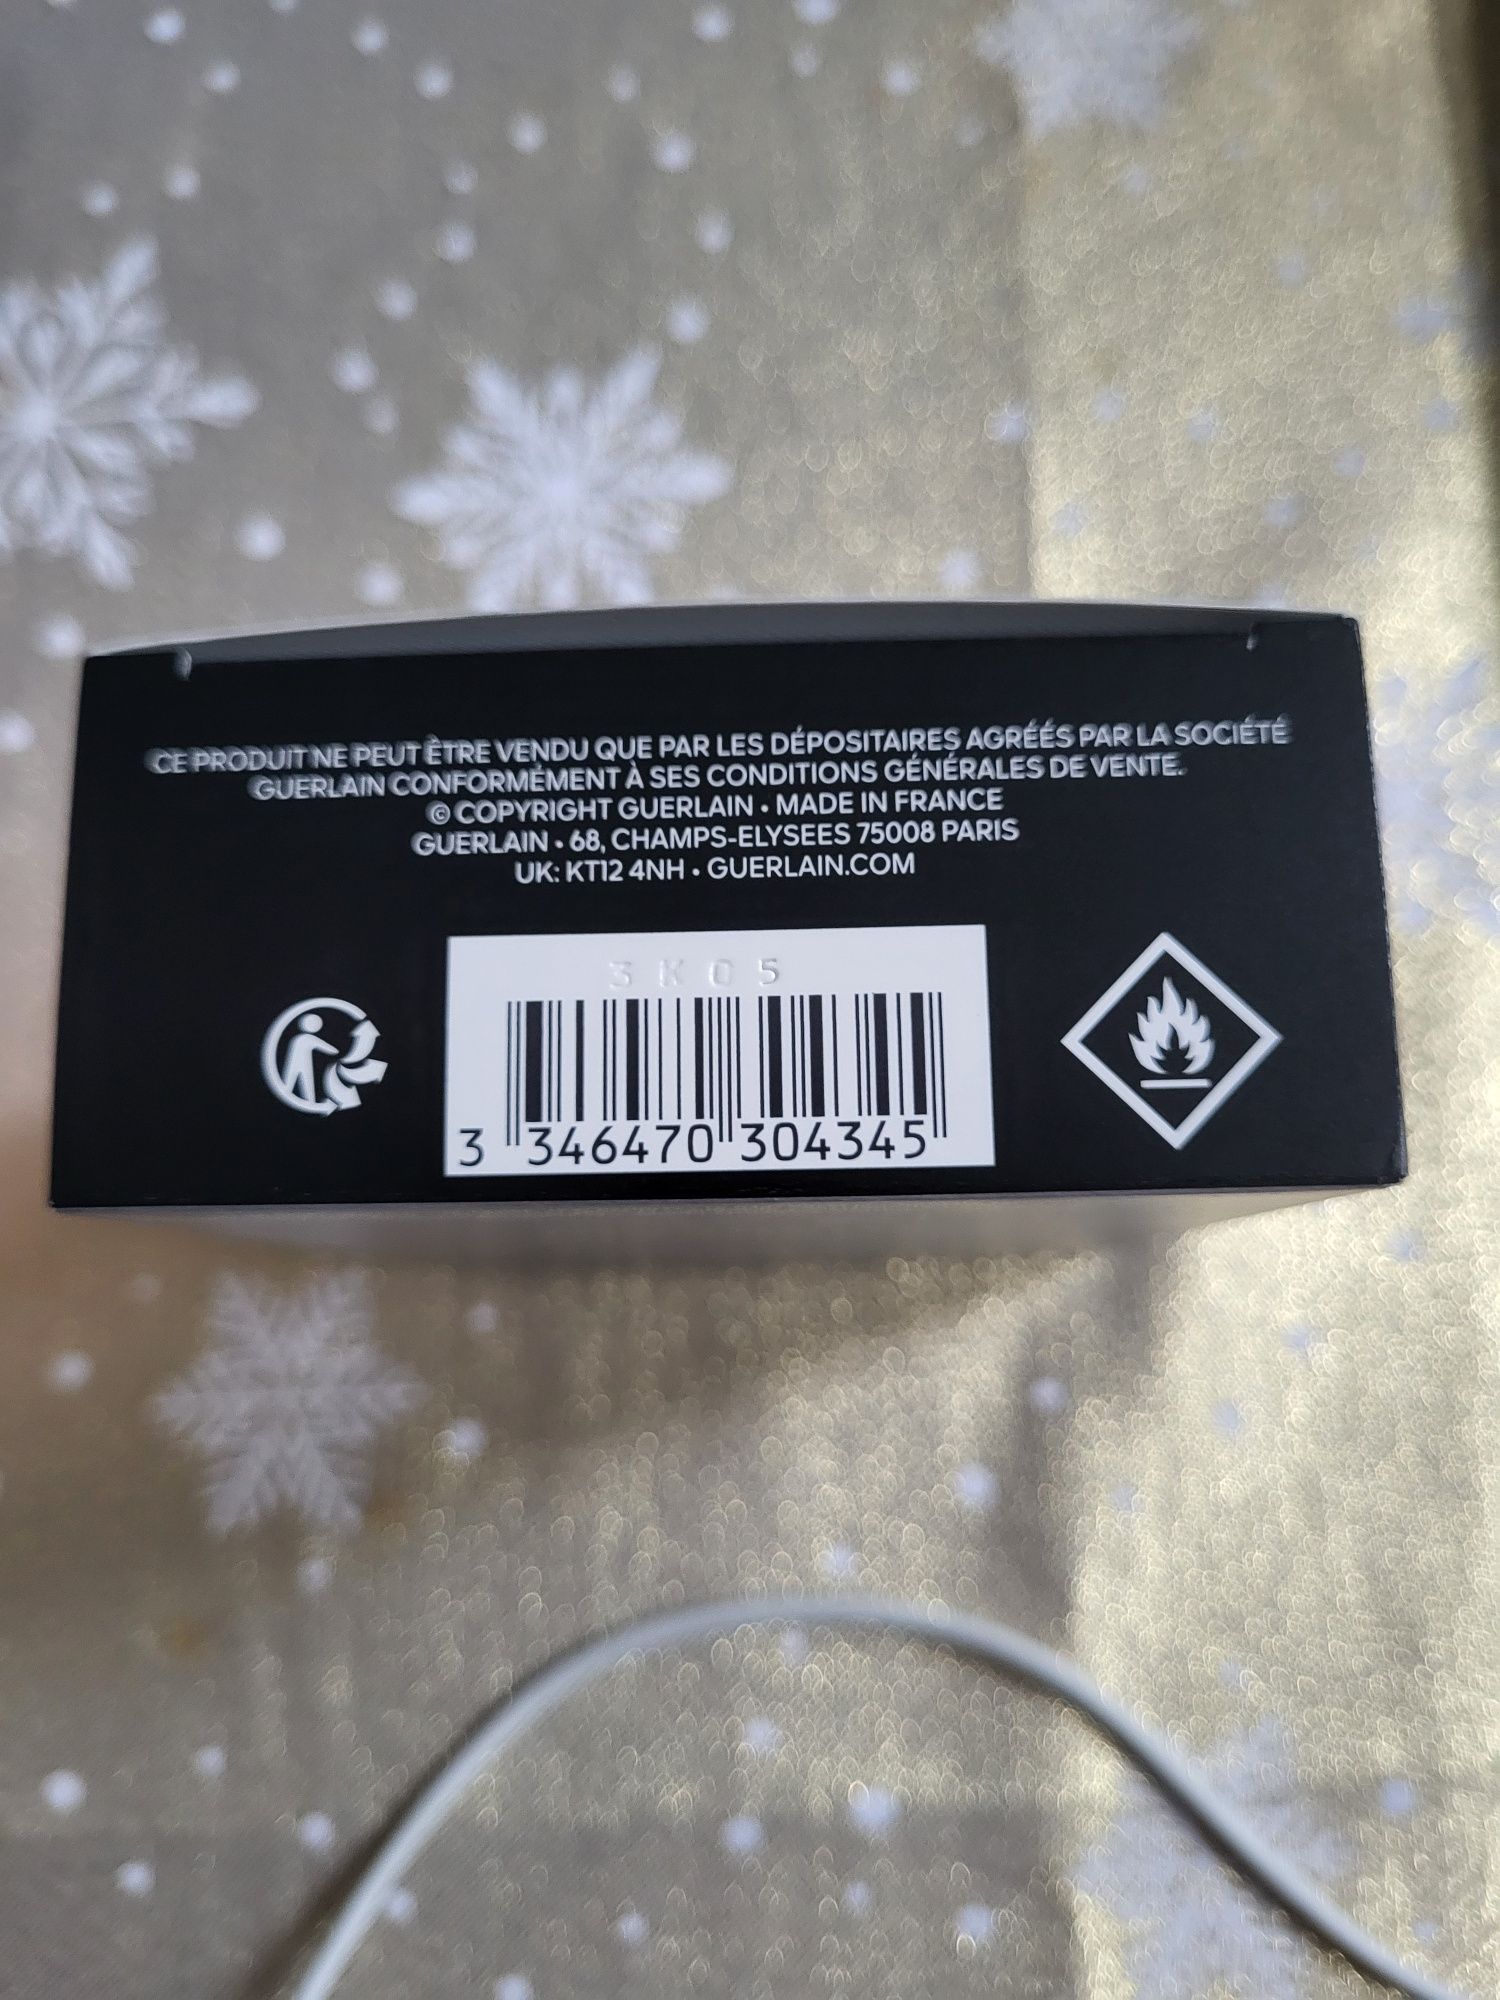 CE PRODUIT NE PEUT ÊTRE VENDU QUE PAR LES DÉPOSITAIRES AGRÉÉS PAR LA SOCIÉTÉ
GUERLAIN CONFORMÉMENT À SES CONDITIONS GÉNÉRALES DE VENTE.
© COPYRIGHT GUERLAIN • MADE IN FRANCE
GUERLAIN • 68, CHAMPS-ELYSEES 75008 PARIS
UK: KT12 4NH • GUERLAIN.COM
3K05
3 346470 304345